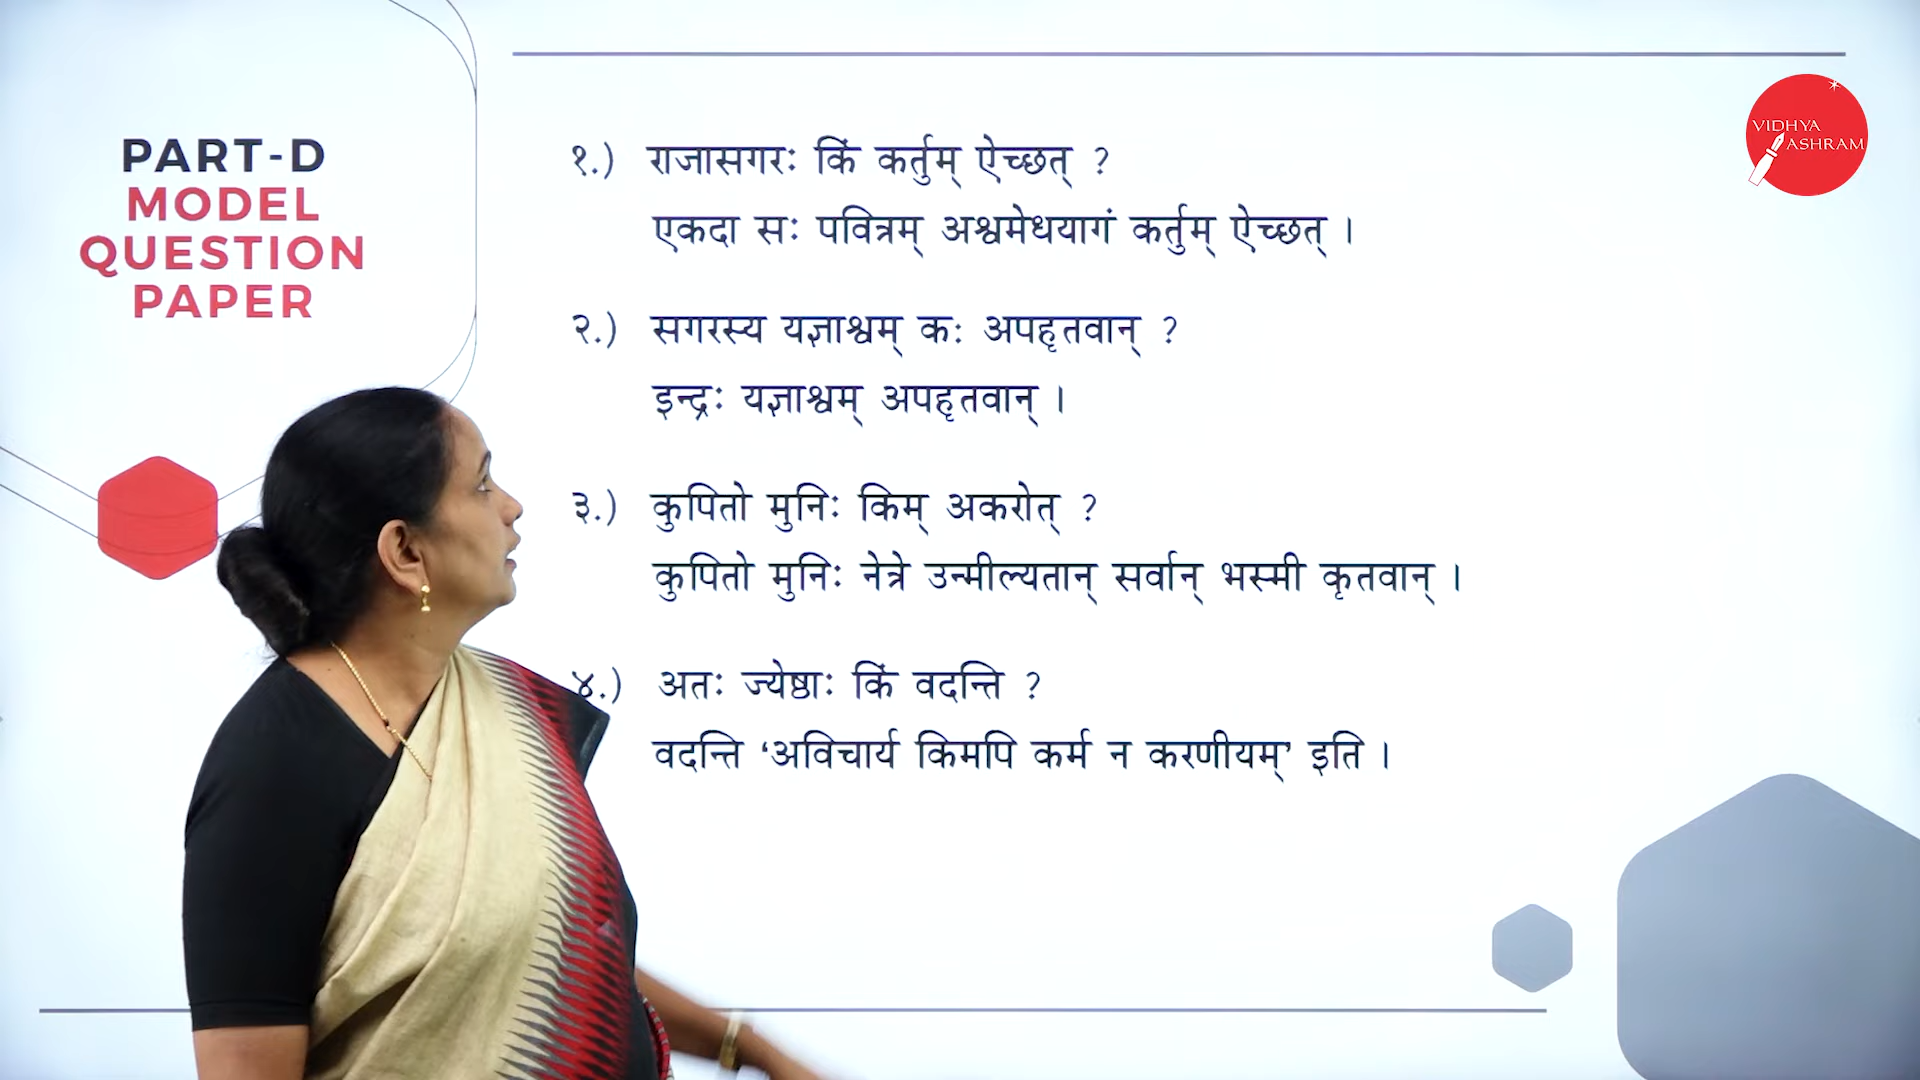 PART-D
MODEL
QUESTION
PAPER
VIDHYA
ASHRAM
१.) राजासगरः किं कर्तुम् ऐच्छत् ?
एकदा सः पवित्रम् अश्वमेधयागं कर्तुम् ऐच्छत् ।
२.) सगरस्य यज्ञाश्वम् कः अपहृतवान् ?
इन्द्रः यज्ञाश्वम् अपहृतवान् ।
३.) कुपितो मुनिः किम् अकरोत् ?
कुपितो मुनिः नेत्रे उन्मील्यतान् सर्वान् भस्मी कृतवान् ।
४.) अतः ज्येष्ठाः किं वदन्ति ?
वदन्ति ‘अविचार्य किमपि कर्म न करणीयम्’ इति ।